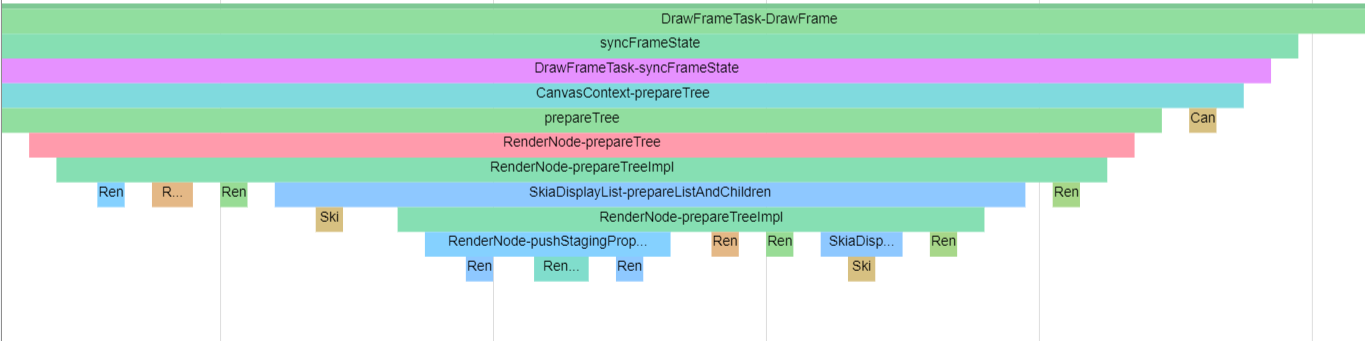 DrawFrameTask-DrawFrame
syncFrameState
DrawFrameTask-syncFrameState
CanvasContext-prepareTree
prepareTree Can
RenderNode-prepareTree
RenderNode-prepareTreeImpl
Ren R... Ren SkiaDisplayList-prepareListAndChildren Ren
Ski RenderNode-prepareTreeImpl
RenderNode-pushStagingProp... Ren Ren SkiaDisp... Ren
Ren Ren... Ren Ski